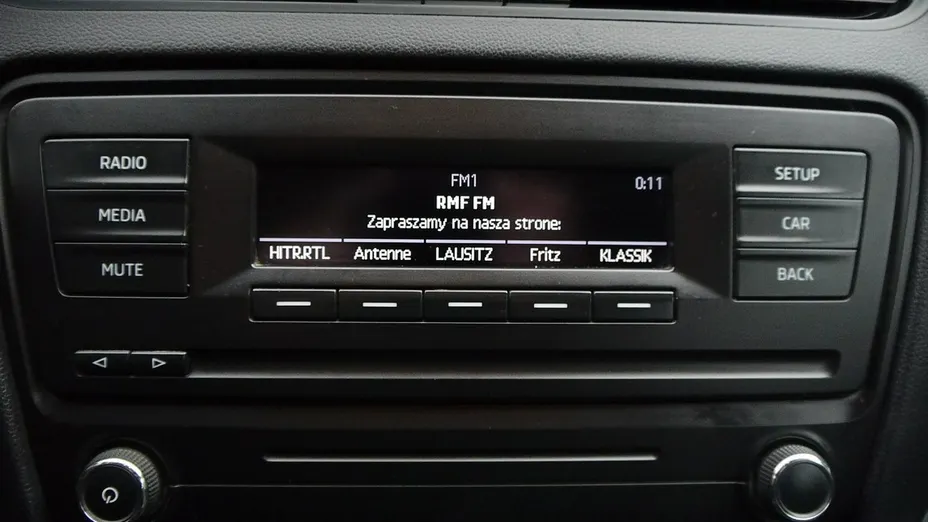 RADIO
MEDIA
MUTE
FM1
0:11
RMF FM
Zapraszamy na nasza strone:
HITR.RTL Antenne LAUSITZ Fritz KLASSIK
SETUP
CAR
BACK